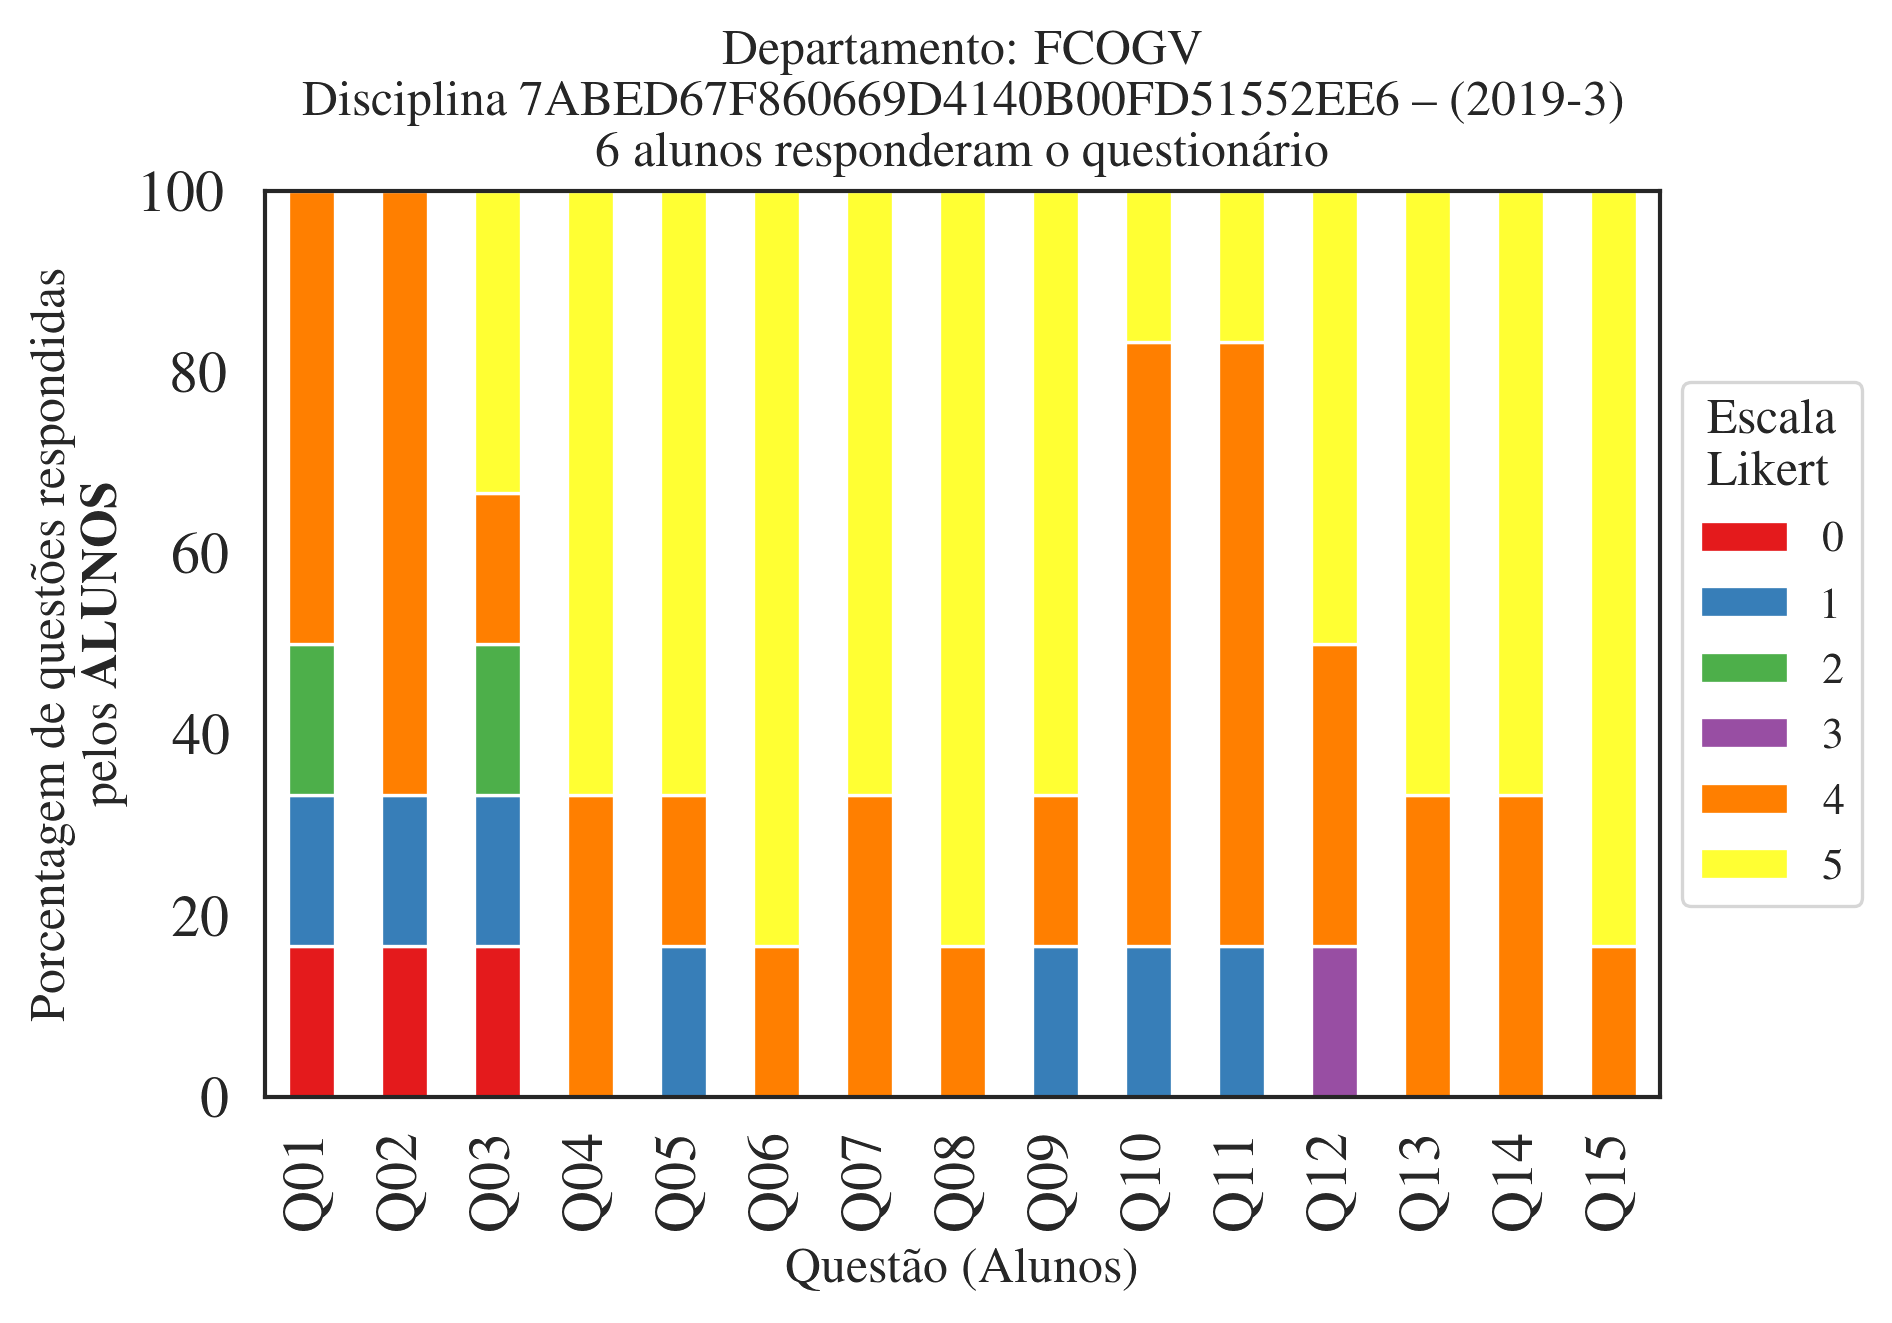 Departamento: FCOGV
Disciplina 7ABED67F860669D4140B00FD51552EE6 – (2019-3)
6 alunos responderam o questionário
100
80
60
40
20
0
Porcentagem de questões respondidas
pelos ALUNOS
Q01
Q02
Q03
Q04
Q05
Q06
Q07
Q08
Q09
Q10
Q11
Q12
Q13
Q14
Q15
Questão (Alunos)
Escala
Likert
0
1
2
3
4
5